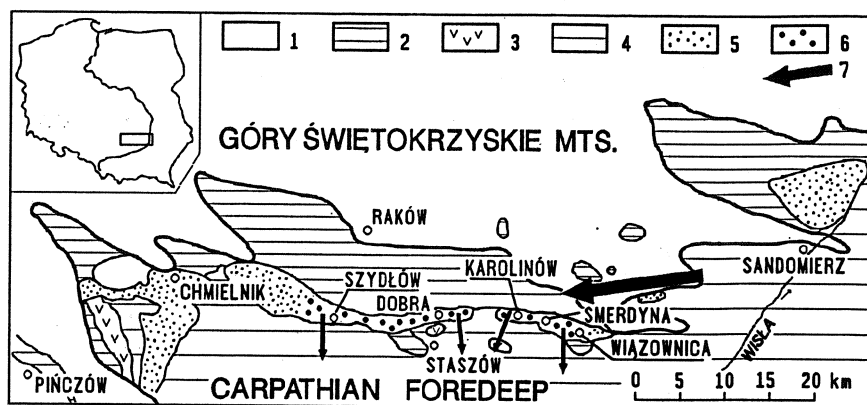 1 2 3 4 5 6
7
GÓRY ŚWIĘTOKRZYSKIE MTS.
RAKÓW
KAROLINÓW
SANDOMIERZ
SZYDŁÓW
CHMIELNIK
DOBRA
SMERDYNA
WIĄZOWNICA
WISŁA
STASZÓW
PIŃCZÓW
CARPATHIAN FOREDEEP
0 5 10 15 20 km